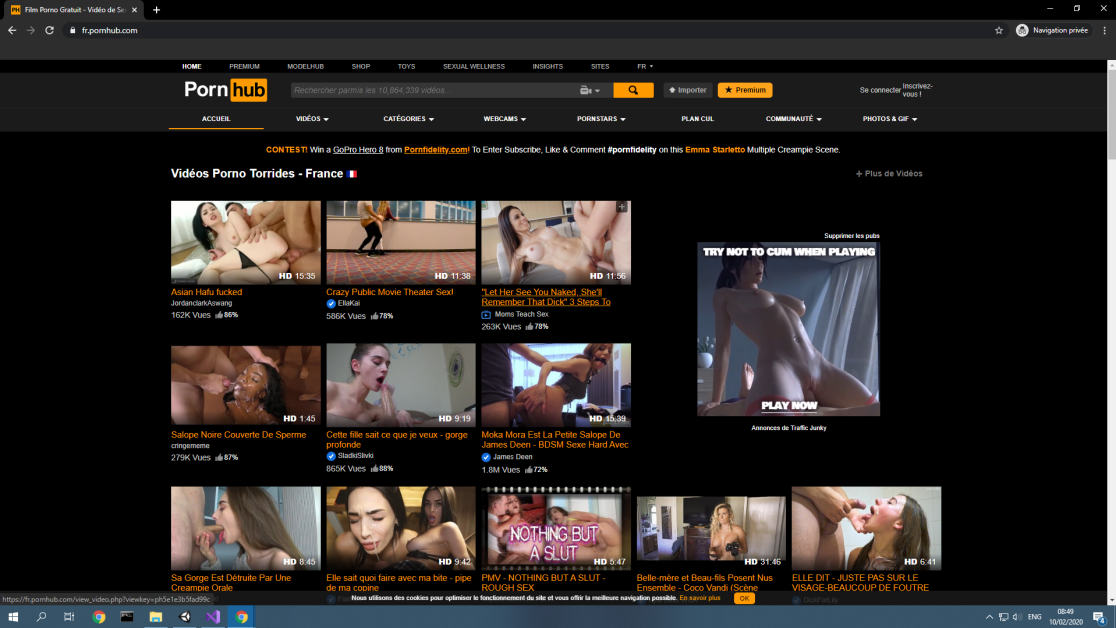 Film Porno Gratuit - Vidéo de Se
fr.pornhub.com
Navigation privée
HOME PREMIUM MODELHUB SHOP TOYS SEXUAL WELLNESS INSIGHTS SITES FR
Porn hub
Rechercher parmis les 10,864,339 vidéos...
Importer
Premium
Se connecter
Inscrivez-
vous !
ACCUEIL VIDÉOS CATÉGORIES WEBCAMS PORNSTARS PLAN CUL COMMUNAUTÉ PHOTOS & GIF
CONTEST! Win a GoPro Hero 8 from Pornfidelity.com! To Enter Subscribe, Like & Comment #pornfidelity on this Emma Starletto Multiple Creampie Scene.
Vidéos Porno Torrides - France
+ Plus de Vidéos
HD 15:35
Asian Hafu fucked
JordanclarkAswang
162K Vues 86%
HD 11:38
Crazy Public Movie Theater Sex!
EllaKai
586K Vues 78%
HD 11:56
"Let Her See You Naked, She'll
Remember That Dick" 3 Steps To
Moms Teach Sex
263K Vues 78%
Supprimer les pubs
TRY NOT TO CUM WHEN PLAYING
PLAY NOW
Annonces de Traffic Junky
HD 1:45
Salope Noire Couverte De Sperme
cringememe
279K Vues 87%
HD 9:19
Cette fille sait ce que je veux - gorge
profonde
SladkiSlivki
865K Vues 88%
HD 15:39
Moka Mora Est La Petite Salope De
James Deen - BDSM Sexe Hard Avec
James Deen
1.8M Vues 72%
HD 8:45
Sa Gorge Est Détruite Par Une
Creampie Orale
HD 9:42
Elle sait quoi faire avec ma bite - pipe
de ma copine
NOTHING BUT
A SLUT
HD 5:47
PMV - NOTHING BUT A SLUT -
ROUGH SEX
HD 31:46
Belle-mère et Beau-fils Posent Nus
Ensemble - Coco Vandi (Scène
HD 6:41
ELLE DIT - JUSTE PAS SUR LE
VISAGE-BEAUCOUP DE FOUTRE
https://fr.pornhub.com/view_video.php?viewkey=ph5e1e3b5fad99c
Nous utilisons des cookies pour optimiser le fonctionnement du site et vous offrir la meilleure navigation possible. En savoir plus
OK
ENG
08:49
10/02/2020
4